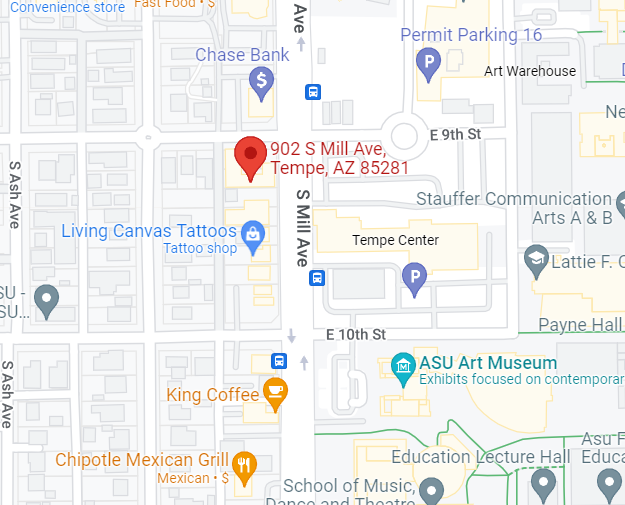 Convenience store
Fast Food • $
Ave
Permit Parking 16
Chase Bank
Art Warehouse
$
P
E 9th St
902 S Mill Ave,
Tempe, AZ 85281
S Ash Ave
S Mill Ave
Stauffer Communication
Arts A & B
Living Canvas Tattoos
Tattoo shop
Tempe Center
Lattie F.
P
SU -
SU...
E 10th St
Payne Hall
S Ash Ave
ASU Art Museum
Exhibits focused on contemporar
King Coffee
Chipotle Mexican Grill
Mexican • $
Education Lecture Hall
Asu F
Educa
School of Music,
Dance and Theatre